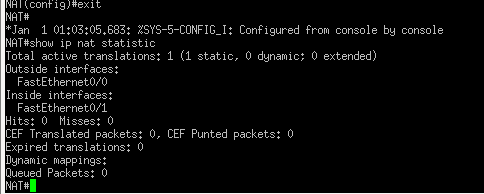 NAT(config)#exit
NAT#
*Jan  1 01:03:05.683: %SYS-5-CONFIG_I: Configured from console by console
NAT#show ip nat statistic
Total active translations: 1 (1 static, 0 dynamic; 0 extended)
Outside interfaces:
  FastEthernet0/0
Inside interfaces:
  FastEthernet0/1
Hits: 0  Misses: 0
CEF Translated packets: 0, CEF Punted packets: 0
Expired translations: 0
Dynamic mappings:
Queued Packets: 0
NAT#